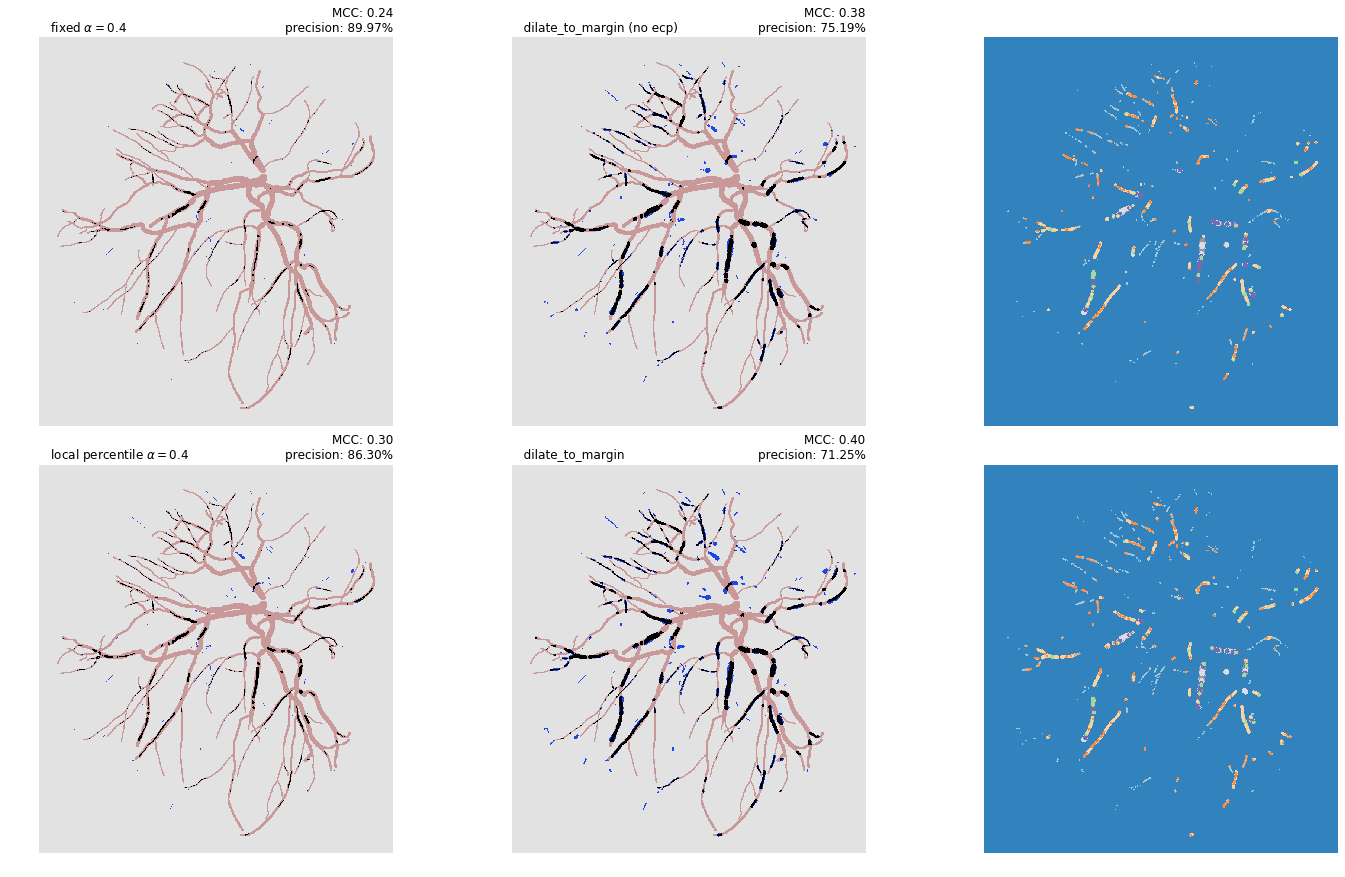 MCC: 0.24
fixed α = 0.4 precision: 89.97%
MCC: 0.38
dilate_to_margin (no ecp) precision: 75.19%
MCC: 0.30
local percentile α = 0.4 precision: 86.30%
MCC: 0.40
dilate_to_margin precision: 71.25%